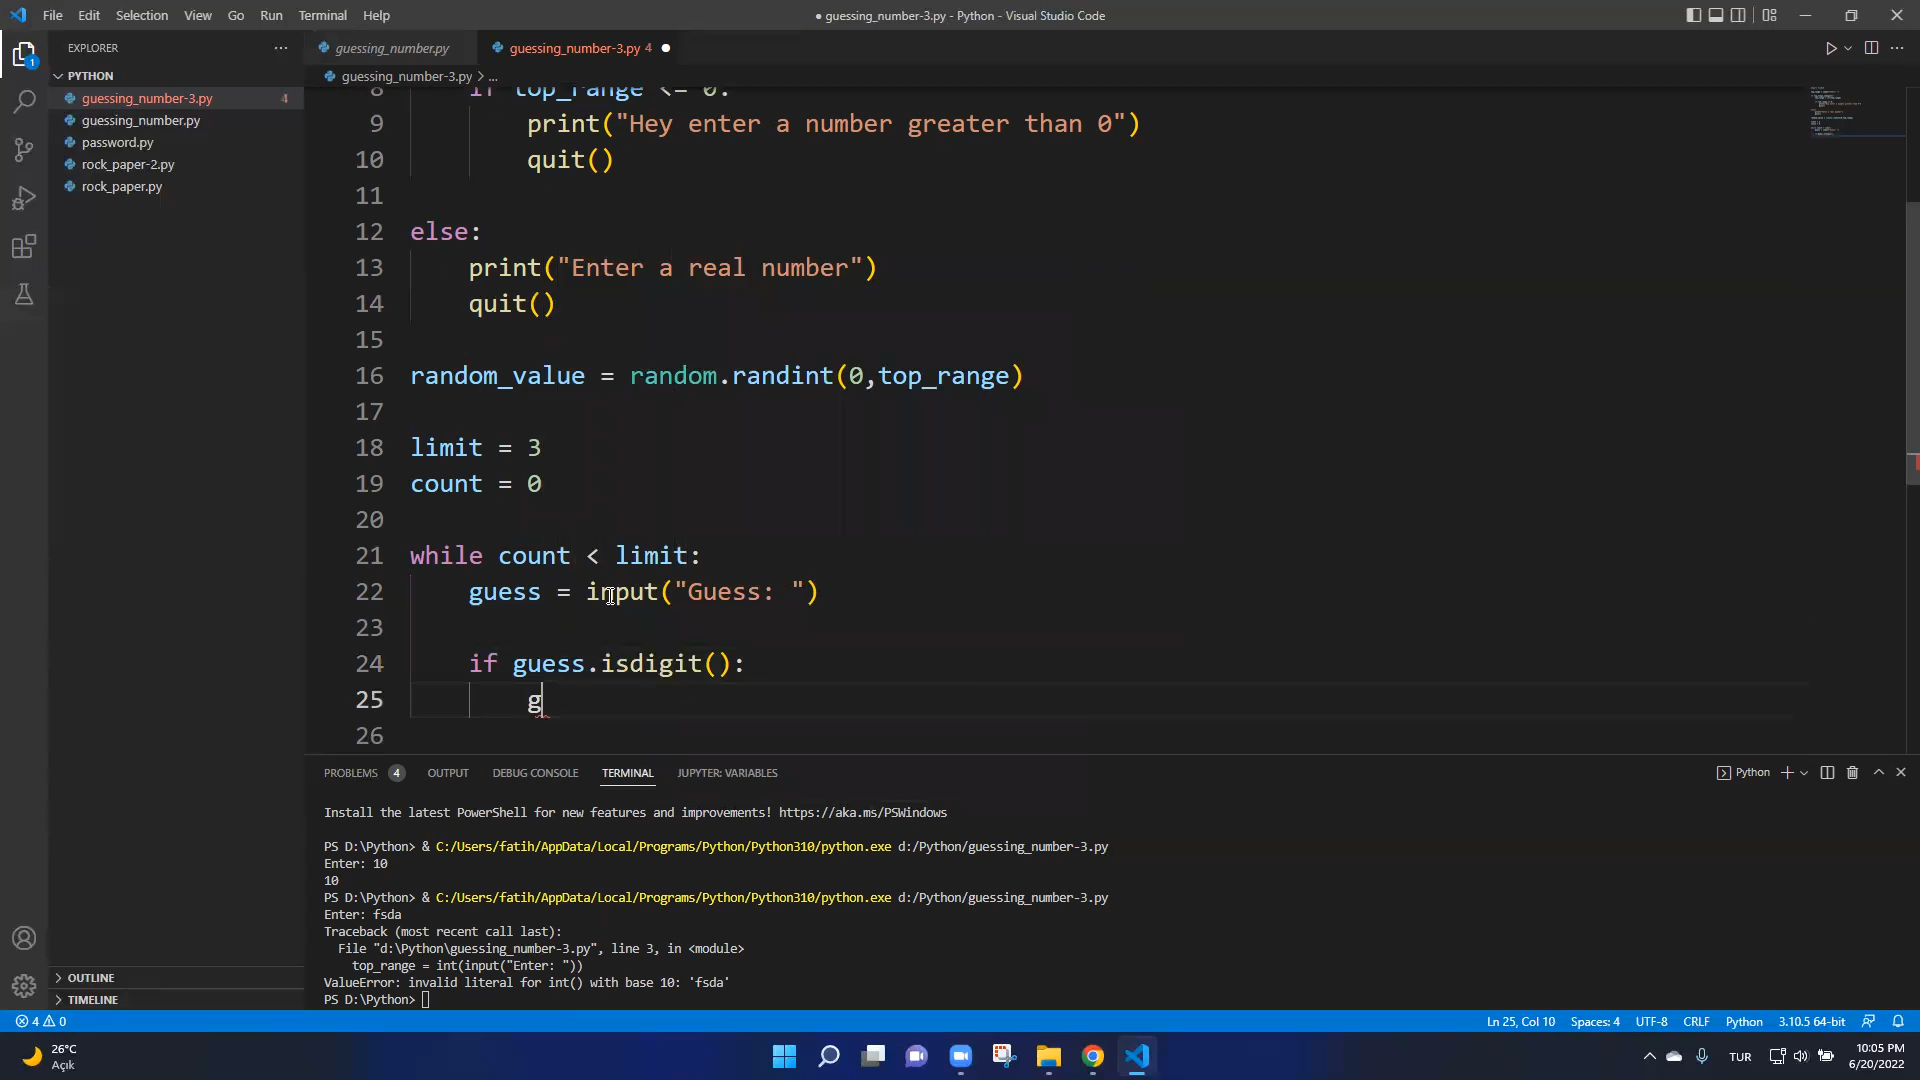 File Edit Selection View Go Run Terminal Help
● guessing_number-3.py - Python - Visual Studio Code
EXPLORER
guessing_number.py
guessing_number-3.py 4
PYTHON
guessing_number-3.py > ...
guessing_number-3.py 4
guessing_number.py
password.py
rock_paper-2.py
rock_paper.py
8 if top_range <= 0:
9 print("Hey enter a number greater than 0")
10 quit()
11
12 else:
13 print("Enter a real number")
14 quit()
15
16 random_value = random.randint(0,top_range)
17
18 limit = 3
19 count = 0
20
21 while count < limit:
22 guess = input("Guess: ")
23
24 if guess.isdigit():
25 g
26
PROBLEMS 4 OUTPUT DEBUG CONSOLE TERMINAL JUPYTER: VARIABLES
Python
Install the latest PowerShell for new features and improvements! https://aka.ms/PSWindows
PS D:\Python> & C:/Users/fatih/AppData/Local/Programs/Python/Python310/python.exe d:/Python/guessing_number-3.py
Enter: 10
10
PS D:\Python> & C:/Users/fatih/AppData/Local/Programs/Python/Python310/python.exe d:/Python/guessing_number-3.py
Enter: fsda
Traceback (most recent call last):
File "d:\Python\guessing_number-3.py", line 3, in <module>
top_range = int(input("Enter: "))
ValueError: invalid literal for int() with base 10: 'fsda'
PS D:\Python>
OUTLINE
TIMELINE
1
4 0
Ln 25, Col 10 Spaces: 4 UTF-8 CRLF Python 3.10.5 64-bit
26°C
Açık
TUR
10:05 PM
6/20/2022